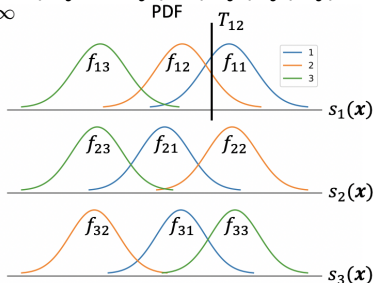 ∞
PDF
T₁₂
f₁₃ f₁₂ f₁₁
1
2
3
s₁(x)
f₂₃ f₂₁ f₂₂
s₂(x)
f₃₂ f₃₁ f₃₃
s₃(x)